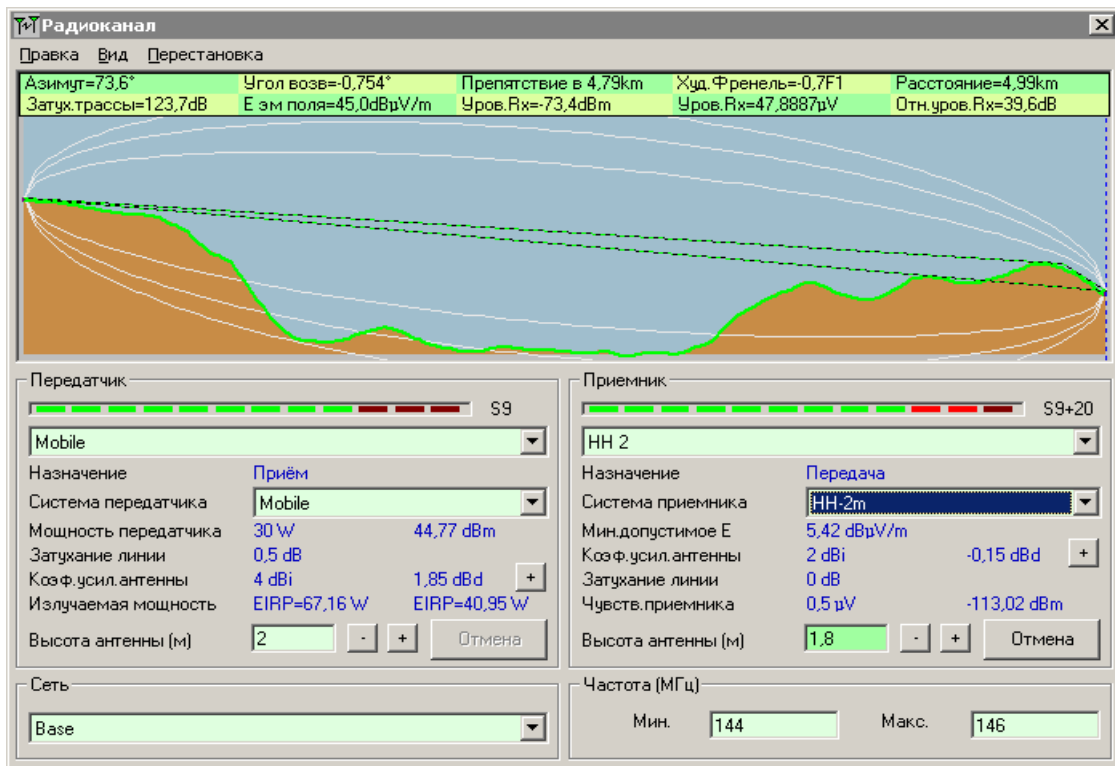 Радиоканал
Правка Вид Перестановка
Азимут=73,6° Угол возв=-0,754° Препятствие в 4,79km Худ.Френель=-0,7F1 Расстояние=4,99km
Затух.трассы=123,7dB E эм поля=45,0dBµV/m Уров.Rx=-73,4dBm Уров.Rx=47,8887µV Отн.уров.Rx=39,6dB
Передатчик
S9
Mobile
Назначение Приём
Система передатчика Mobile
Мощность передатчика 30 W 44,77 dBm
Затухание линии 0,5 dB
Коэф.усил.антенны 4 dBi 1,85 dBd +
Излучаемая мощность EIRP=67,16 W EIRP=40,95 W
Высота антенны (м) 2 - + Отмена
Приемник
S9+20
HH 2
Назначение Передача
Система приемника HH-2m
Мин.допустимое E 5,42 dBµV/m
Коэф.усил.антенны 2 dBi -0,15 dBd +
Затухание линии 0 dB
Чувств.приемника 0,5 µV -113,02 dBm
Высота антенны (м) 1,8 - + Отмена
Сеть
Base
Частота (МГц)
Мин. 144 Макс. 146